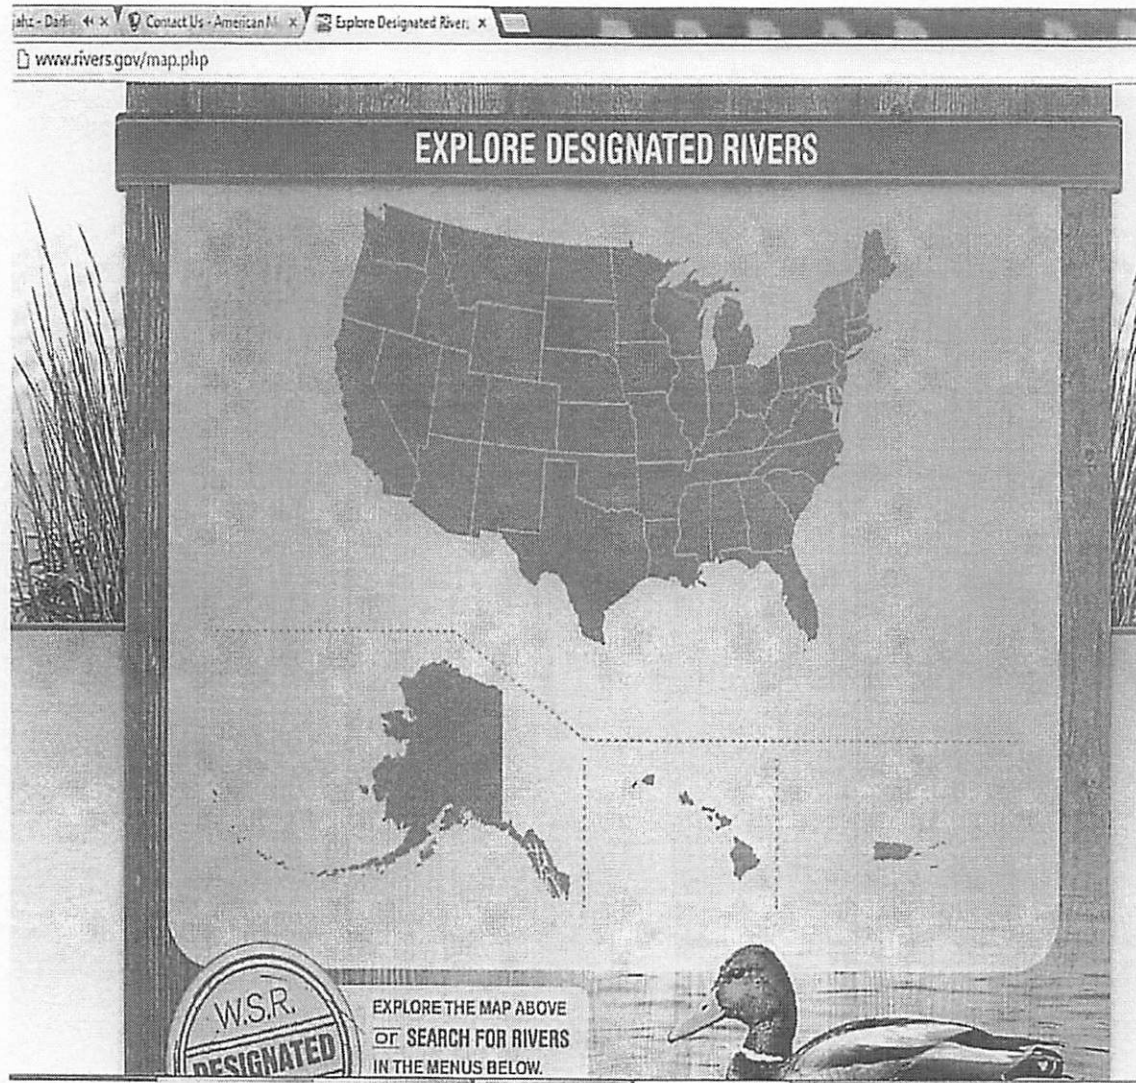 Contact Us - American
Explore Designated River
www.rivers.gov/map.php
EXPLORE DESIGNATED RIVERS
W.S.R.
DESIGNATED
EXPLORE THE MAP ABOVE
or SEARCH FOR RIVERS
IN THE MENUS BELOW.